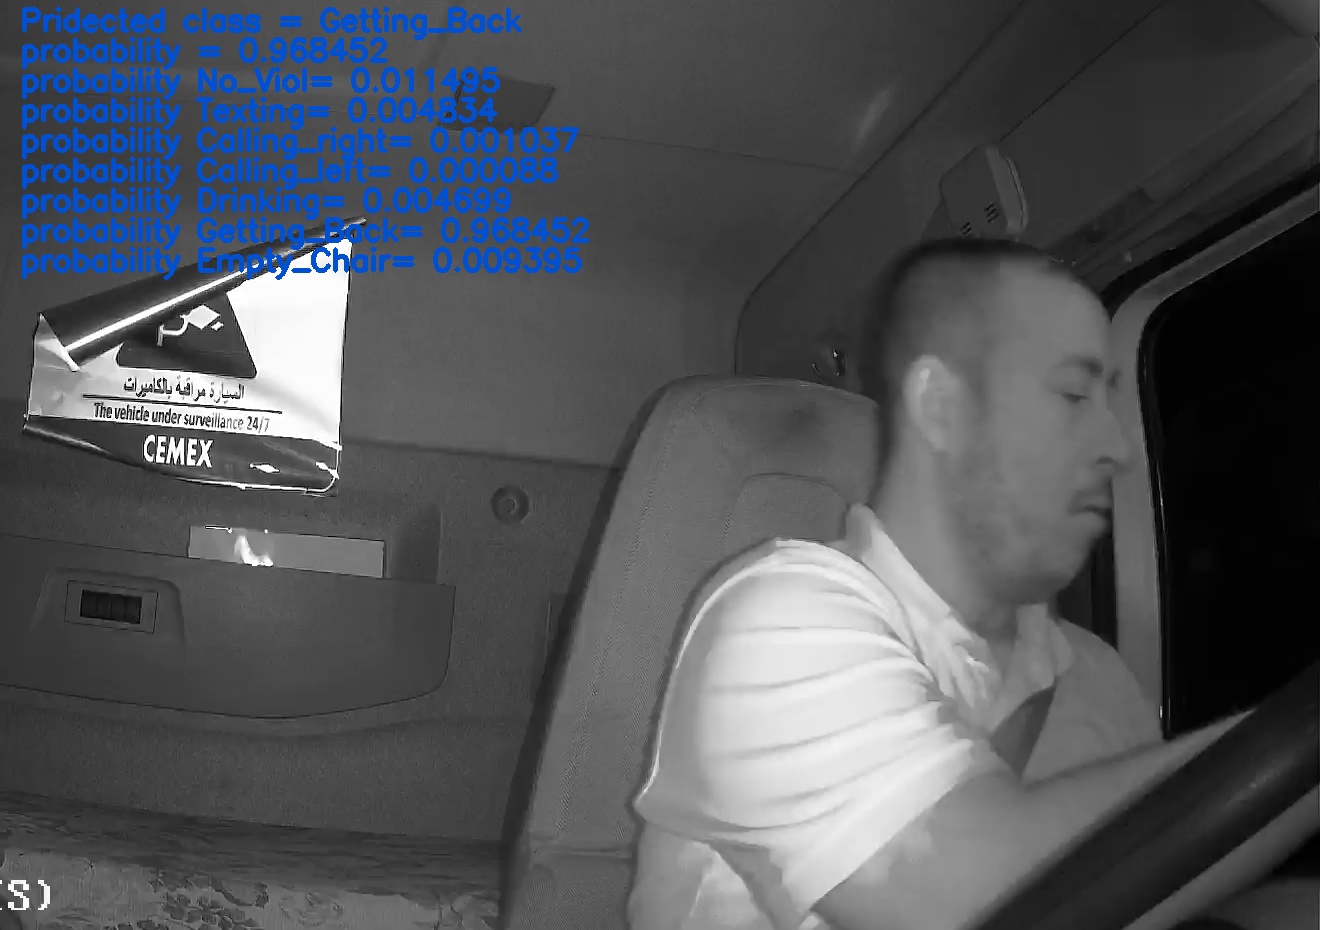 Pridected class = Getting_Back
probability = 0.968452
probability No_Viol= 0.011495
probability Texting= 0.004834
probability Calling_right= 0.001037
probability Calling_left= 0.000088
probability Drinking= 0.004699
probability Getting_Back= 0.968452
probability Empty_Chair= 0.009395
السيارة مراقبة بالكاميرات
The vehicle under surveillance 24/7
CEMEX
S)